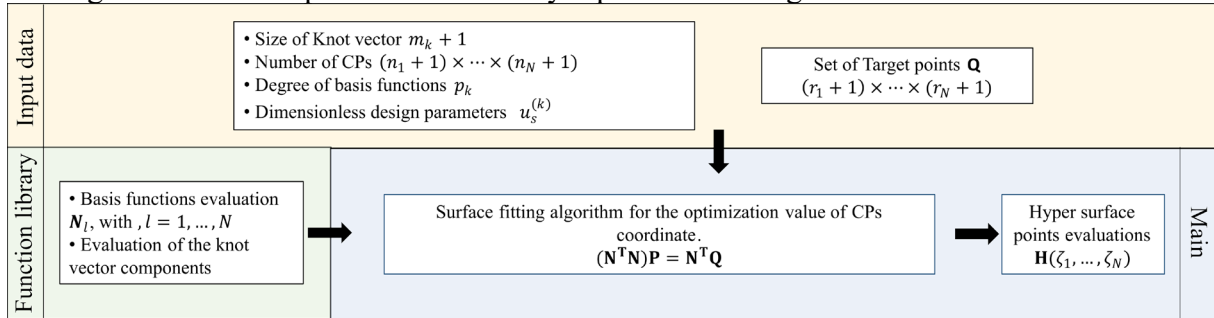 Input data
• Size of Knot vector m_k + 1
• Number of CPs (n_1 + 1) × ⋯ × (n_N + 1)
• Degree of basis functions p_k
• Dimensionless design parameters u_s^{(k)}
Set of Target points Q
(r_1 + 1) × ⋯ × (r_N + 1)
Function library
• Basis functions evaluation
N_l, with , l = 1, … , N
• Evaluation of the knot
vector components
Surface fitting algorithm for the optimization value of CPs
coordinate.
(N^T N)P = N^T Q
Hyper surface
points evaluations
H(ζ_1, … , ζ_N)
Main